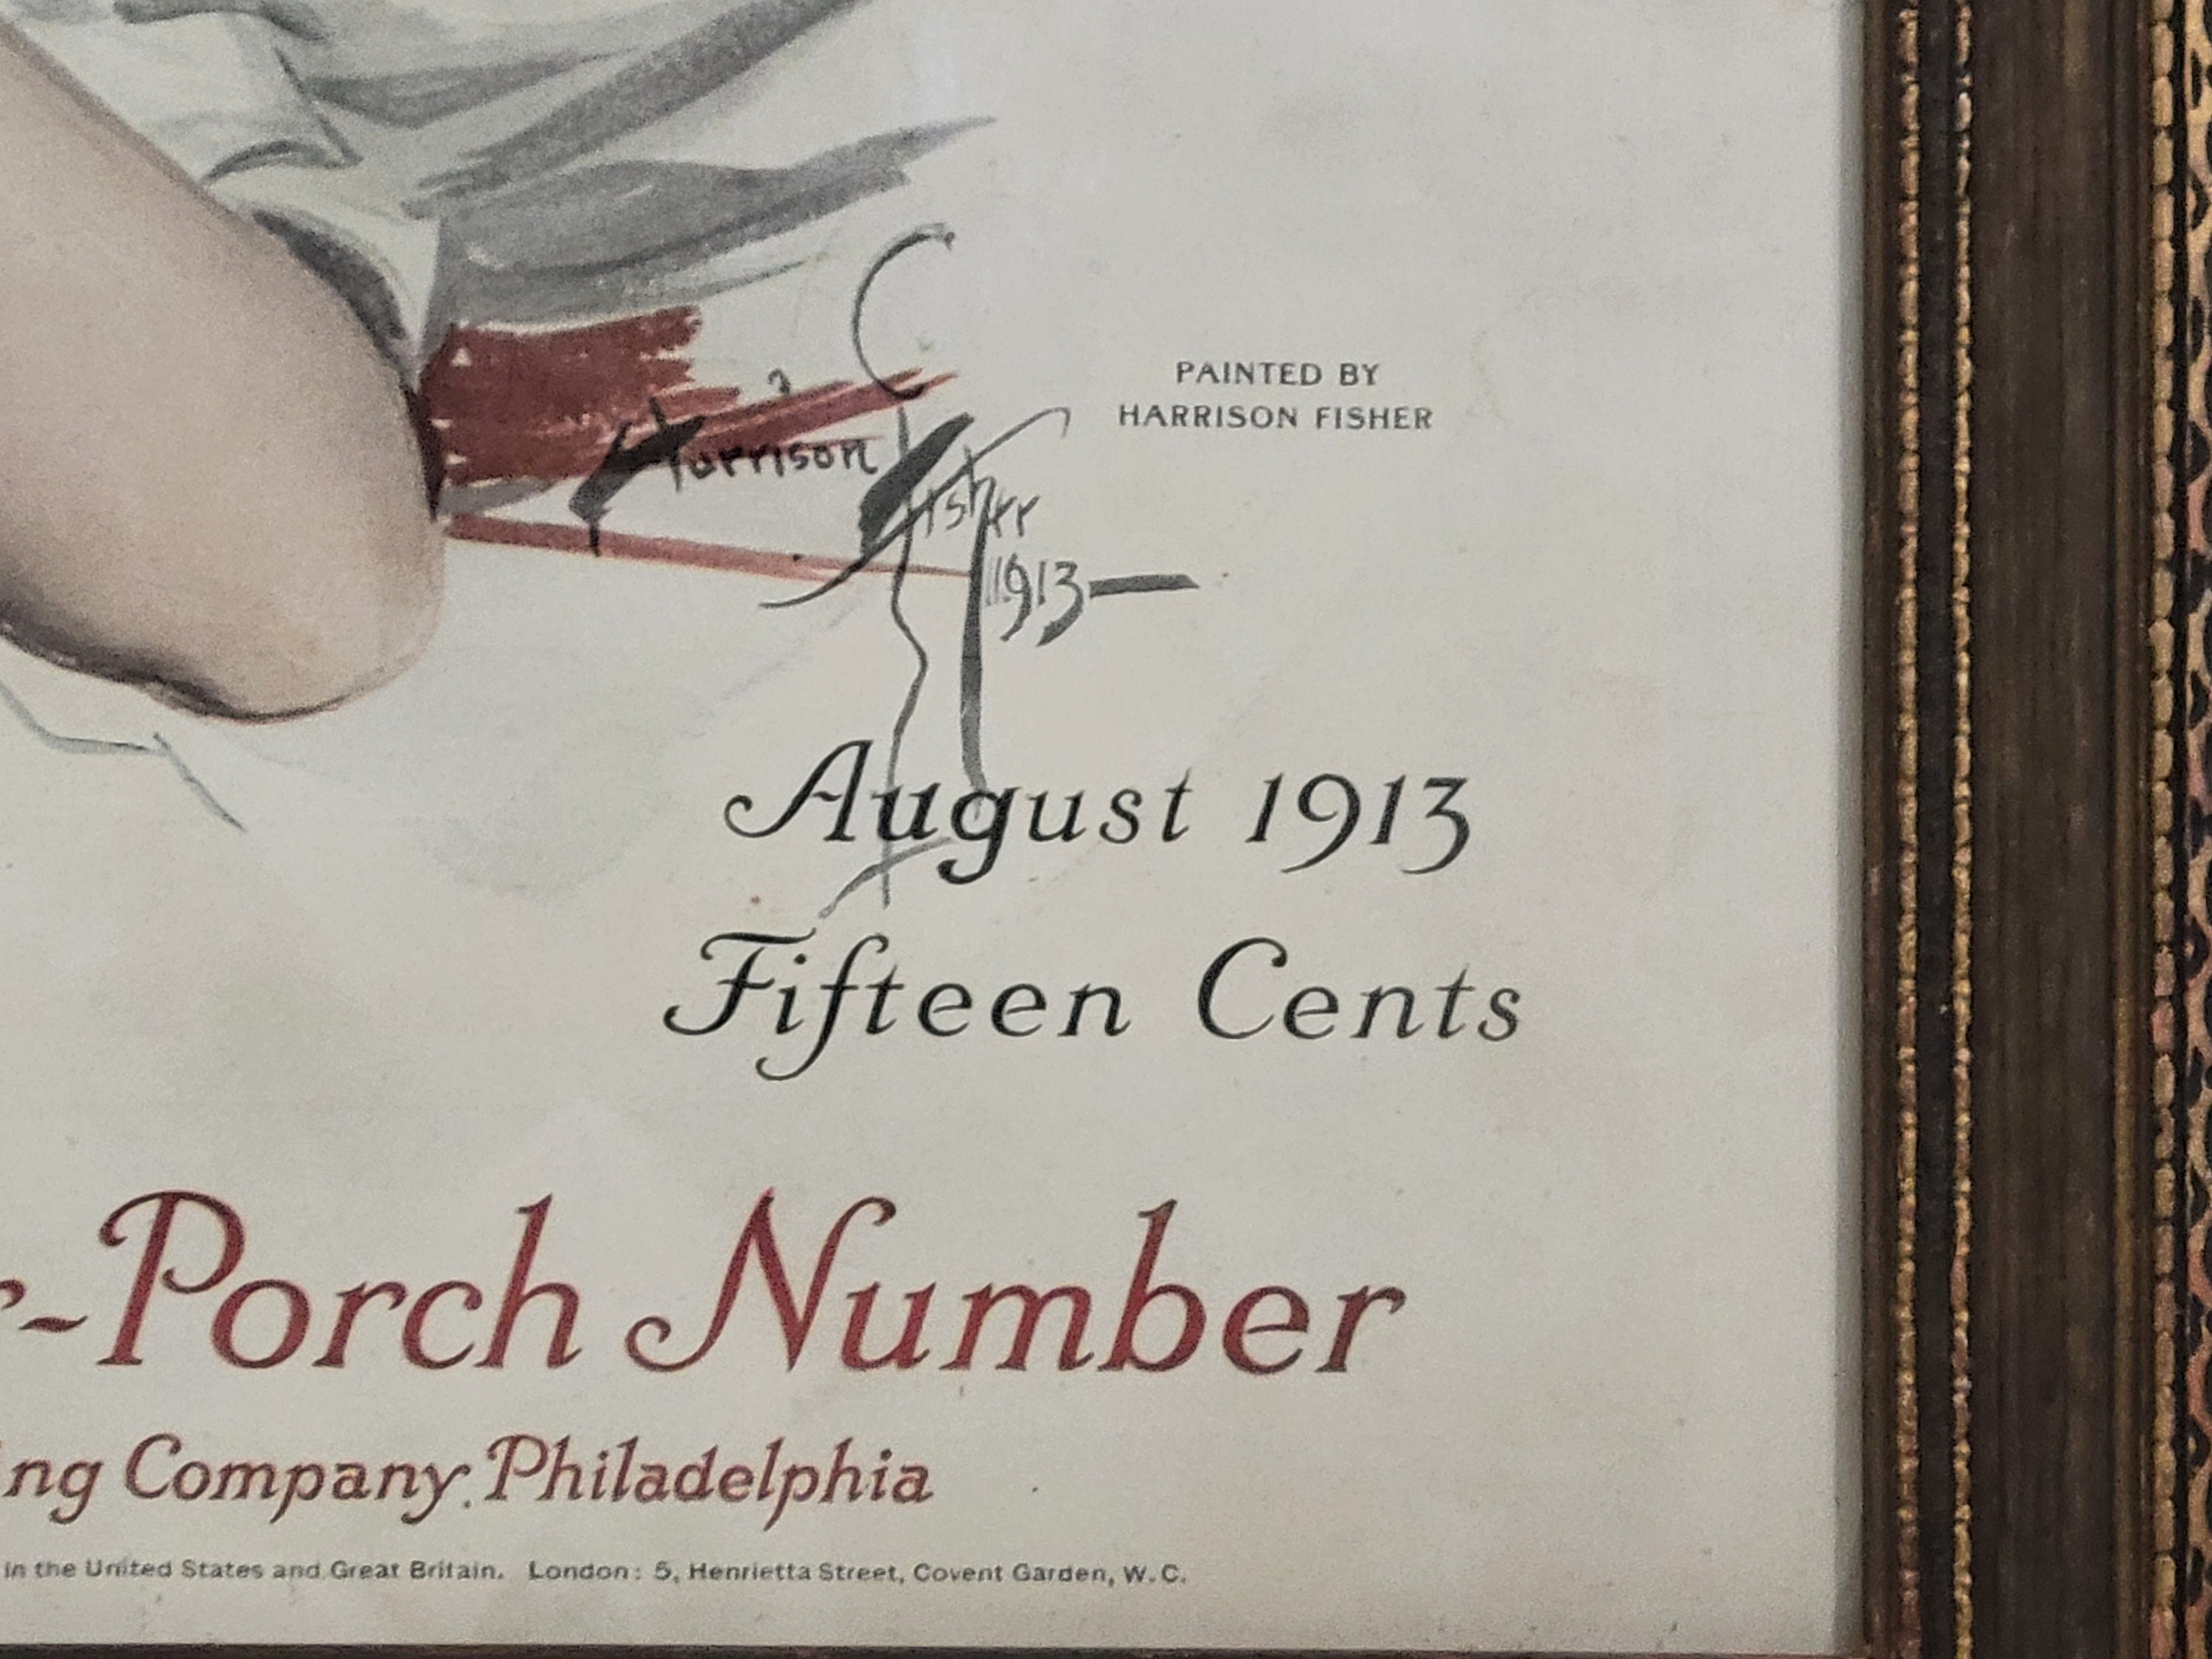 PAINTED BY
HARRISON FISHER
Harrison
Fisher
1913
August 1913
Fifteen Cents
r-Porch Number
ing Company. Philadelphia
in the United States and Great Britain. London: 5, Henrietta Street, Covent Garden, W.C.